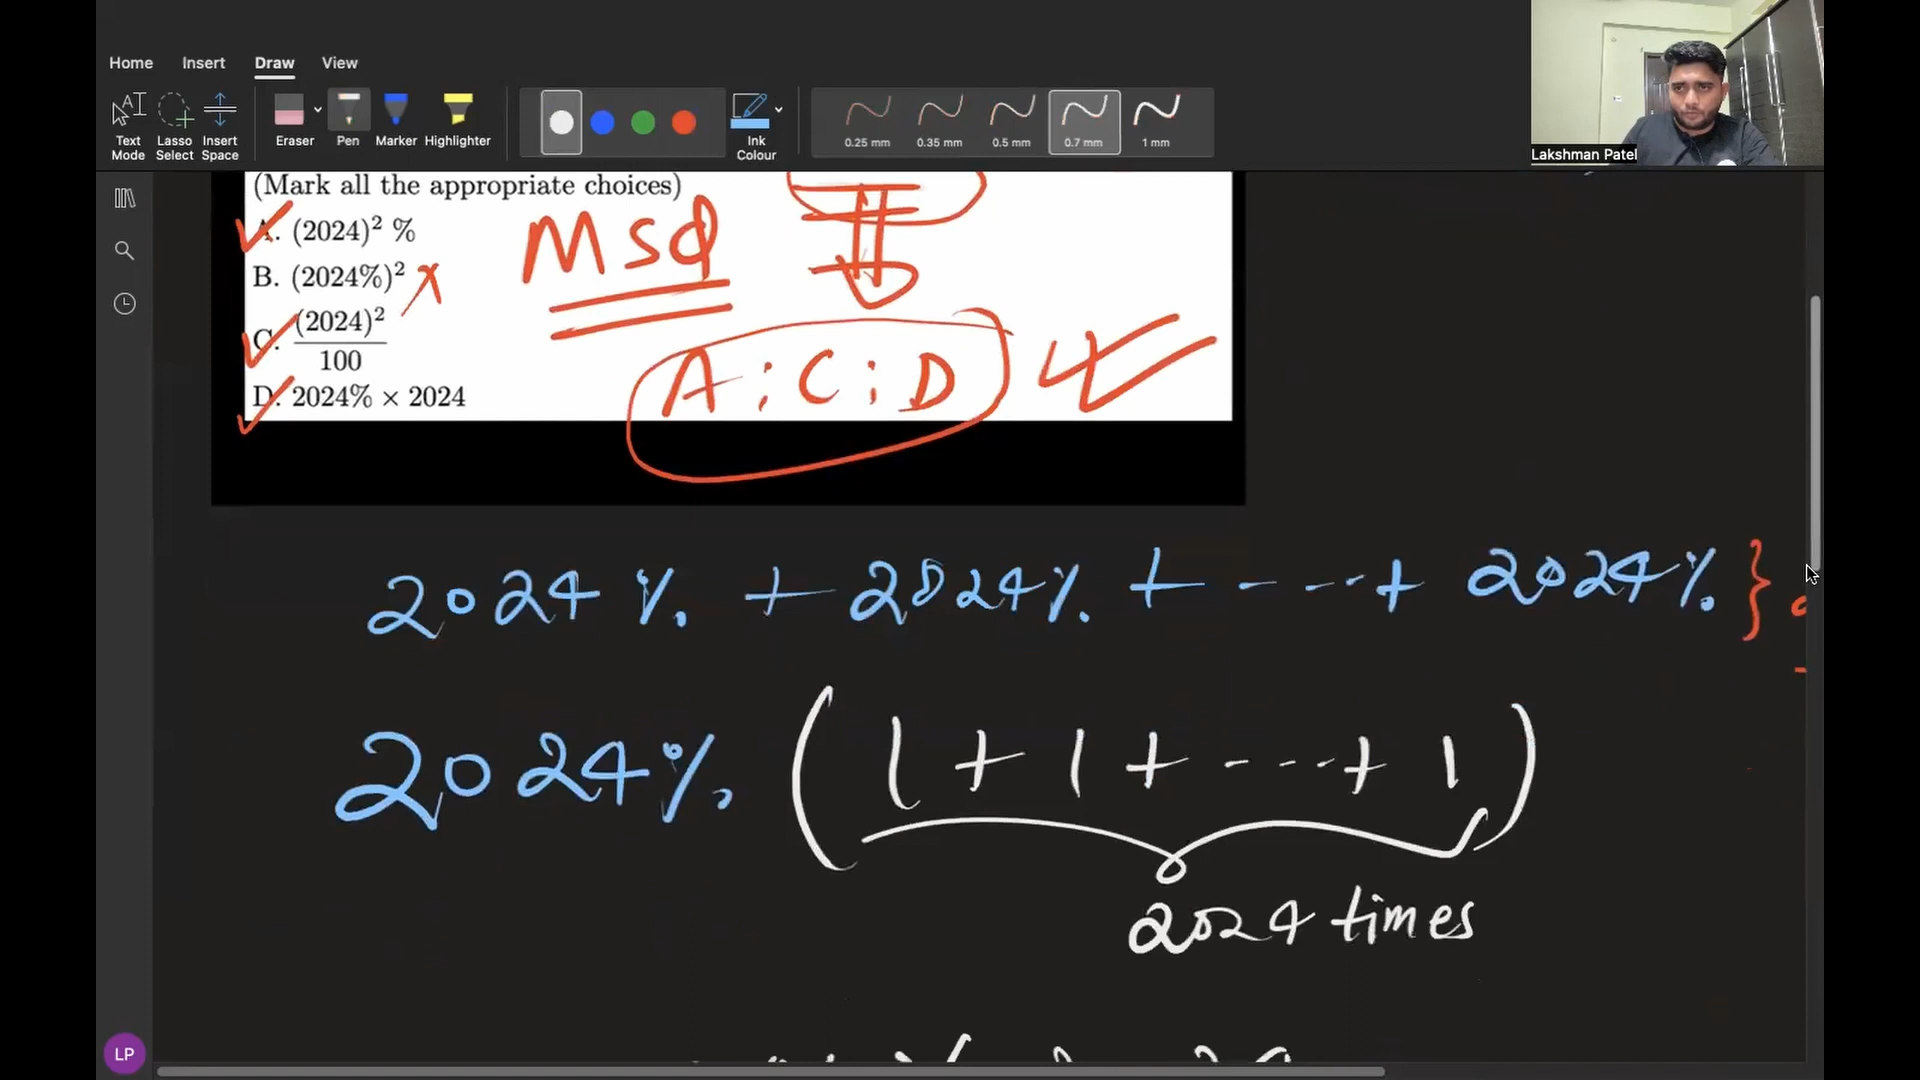 Home Insert Draw View
Text Mode Lasso Select Insert Space Eraser Pen Marker Highlighter Ink Colour 0.25 mm 0.35 mm 0.5 mm 0.7 mm 1 mm
Lakshman Patel
(Mark all the appropriate choices)
A. (2024)² %
B. (2024%)² ×
MSQ
C. (2024)²/100
D. 2024% × 2024
A ; C ; D
2024 % + 2024 % + ---+ 2024 % }
2024 % ( 1 + 1 + ---+ 1 )
2024 times
LP